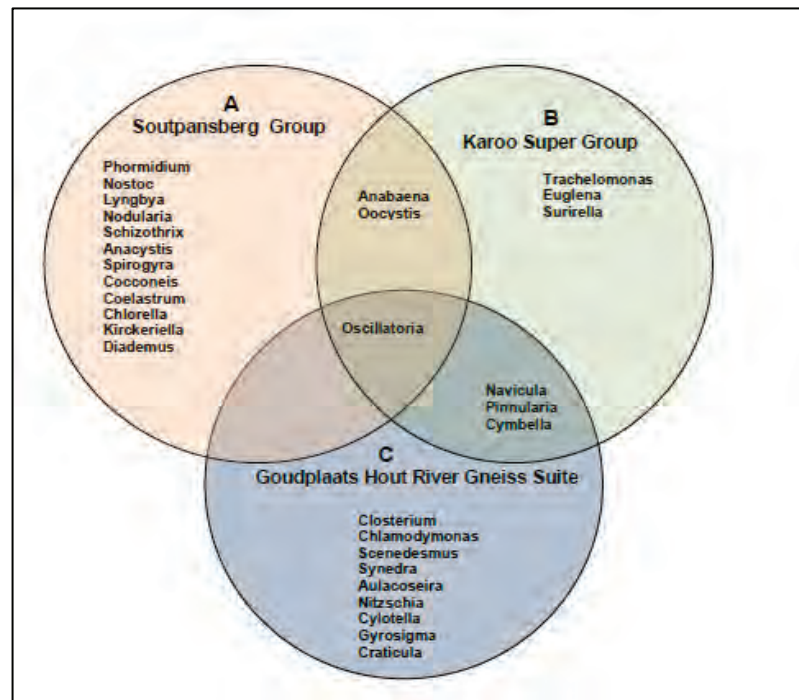 A
Soutpansberg Group
Phormidium
Nostoc
Lyngbya
Nodularia
Schizothrix
Anacystis
Spirogyra
Cocconeis
Coelastrum
Chlorella
Kirckeriella
Diademus
Anabaena
Oocystis
B
Karoo Super Group
Trachelomonas
Euglena
Surirella
Oscillatoria
Navicula
Pinnularia
Cymbella
C
Goudplaats Hout River Gneiss Suite
Closterium
Chlamodymonas
Scenedesmus
Synedra
Aulacoseira
Nitzschia
Cylotella
Gyrosigma
Craticula